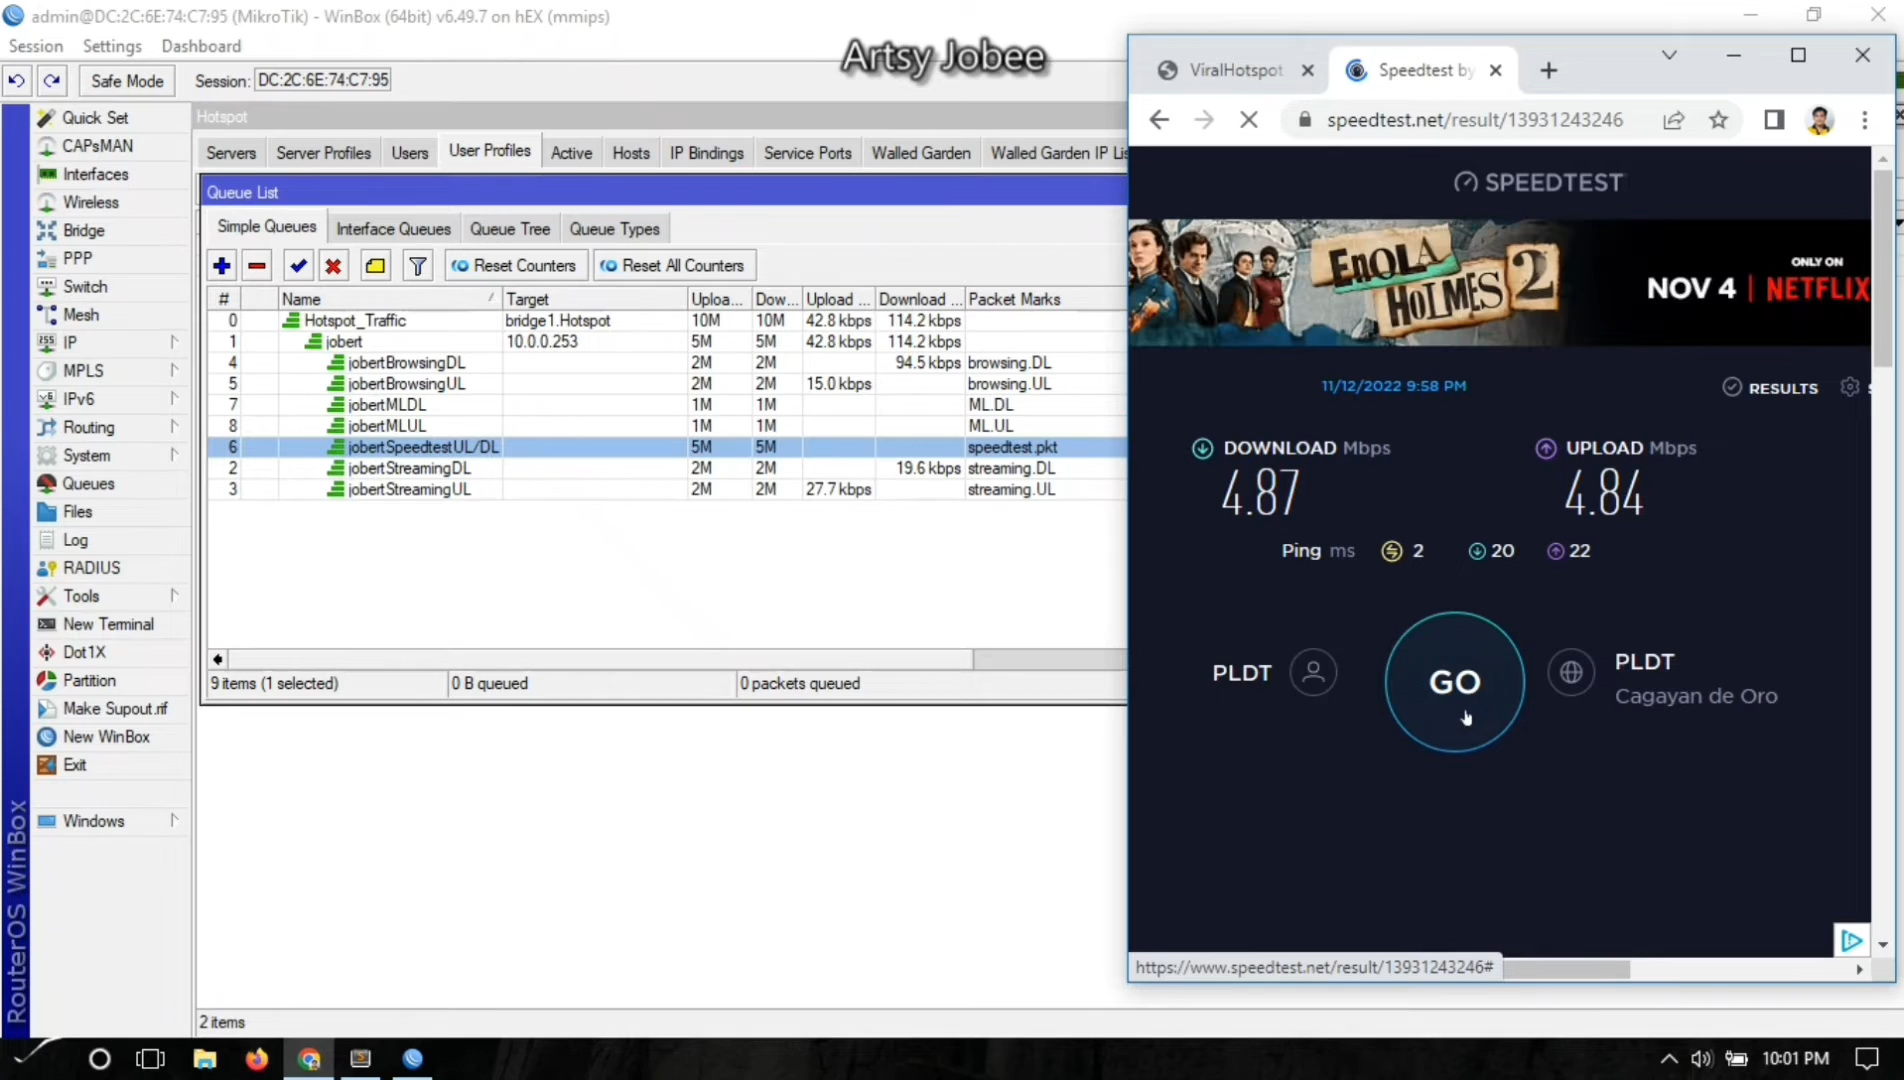 admin@DC:2C:6E:74:C7:95 (MikroTik) - WinBox (64bit) v6.49.7 on hEX (mmips)
Session Settings Dashboard
Safe Mode Session: DC:2C:6E:74:C7:95
Artsy Jobee
Quick Set
CAPsMAN
Interfaces
Wireless
Bridge
PPP
Switch
Mesh
IP
MPLS
IPv6
Routing
System
Queues
Files
Log
RADIUS
Tools
New Terminal
Dot1X
Partition
Make Supout.rif
New WinBox
Exit
Windows
RouterOS WinBox
Hotspot
Servers Server Profiles Users User Profiles Active Hosts IP Bindings Service Ports Walled Garden Walled Garden IP Lis
Queue List
Simple Queues Interface Queues Queue Tree Queue Types
Reset Counters Reset All Counters
# Name Target Uploa... Dow... Upload ... Download ... Packet Marks
0 Hotspot_Traffic bridge1.Hotspot 10M 10M 42.8 kbps 114.2 kbps
1 jobert 10.0.0.253 5M 5M 42.8 kbps 114.2 kbps
4 jobertBrowsingDL 2M 2M 94.5 kbps browsing.DL
5 jobertBrowsingUL 2M 2M 15.0 kbps browsing.UL
7 jobertMLDL 1M 1M ML.DL
8 jobertMLUL 1M 1M ML.UL
6 jobertSpeedtestUL/DL 5M 5M speedtest.pkt
2 jobertStreamingDL 2M 2M 19.6 kbps streaming.DL
3 jobertStreamingUL 2M 2M 27.7 kbps streaming.UL
9 items (1 selected) 0 B queued 0 packets queued
2 items
ViralHotspot Speedtest by
speedtest.net/result/13931243246
SPEEDTEST
ENOLA HOLMES 2
ONLY ON
NOV 4 | NETFLIX
11/12/2022 9:58 PM
RESULTS
DOWNLOAD Mbps UPLOAD Mbps
4.87 4.84
Ping ms 2 20 22
PLDT GO PLDT
Cagayan de Oro
https://www.speedtest.net/result/13931243246#
10:01 PM